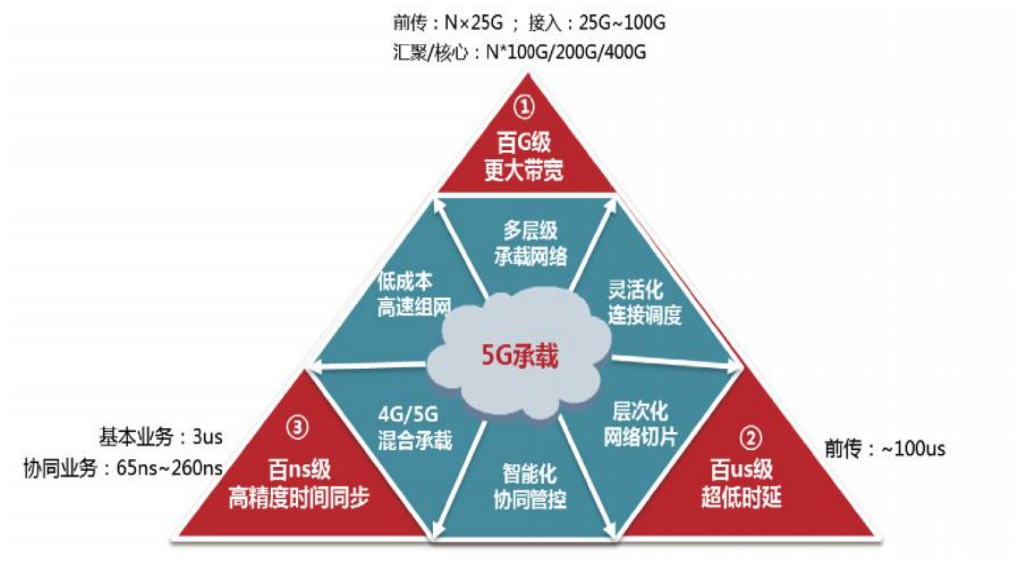 前传：N×25G ；接入：25G~100G
汇聚/核心：N*100G/200G/400G
①
百G级
更大带宽
多层级
承载网络
低成本
高速组网
灵活化
连接调度
5G承载
4G/5G
混合承载
层次化
网络切片
智能化
协同管控
③
百ns级
高精度时间同步
基本业务：3us
协同业务：65ns~260ns
②
百us级
超低时延
前传：~100us